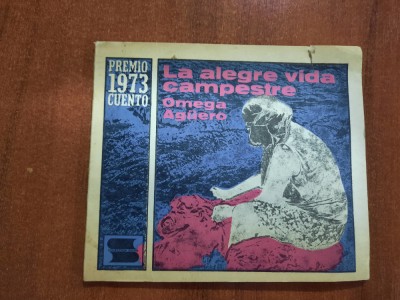 PREMIO
1973
CUENTO
La alegre vida
campestre
Omega
Agüero